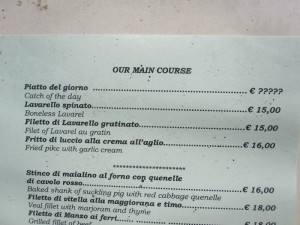 OUR MAIN COURSE
Piatto del giorno € ?????
Catch of the day
Lavarello spinato € 15,00
Boneless Lavarel
Filetto di Lavarello gratinato € 15,00
Filet of Lavarel au gratin
Fritto di luccio alla crema all'aglio € 16,00
Fried pike with garlic cream.
**********************
Stinco di maialino al forno con quenelle
di cavolo rosso € 16,00
Baked shank of suckling pig with red cabbage quenelle
Filetto di vitella alla maggiorana e timo € 18,00
Veal fillet with marjoram and thyme
Filetto di Manzo ai ferri € 18,00
Grilled fillet of beef